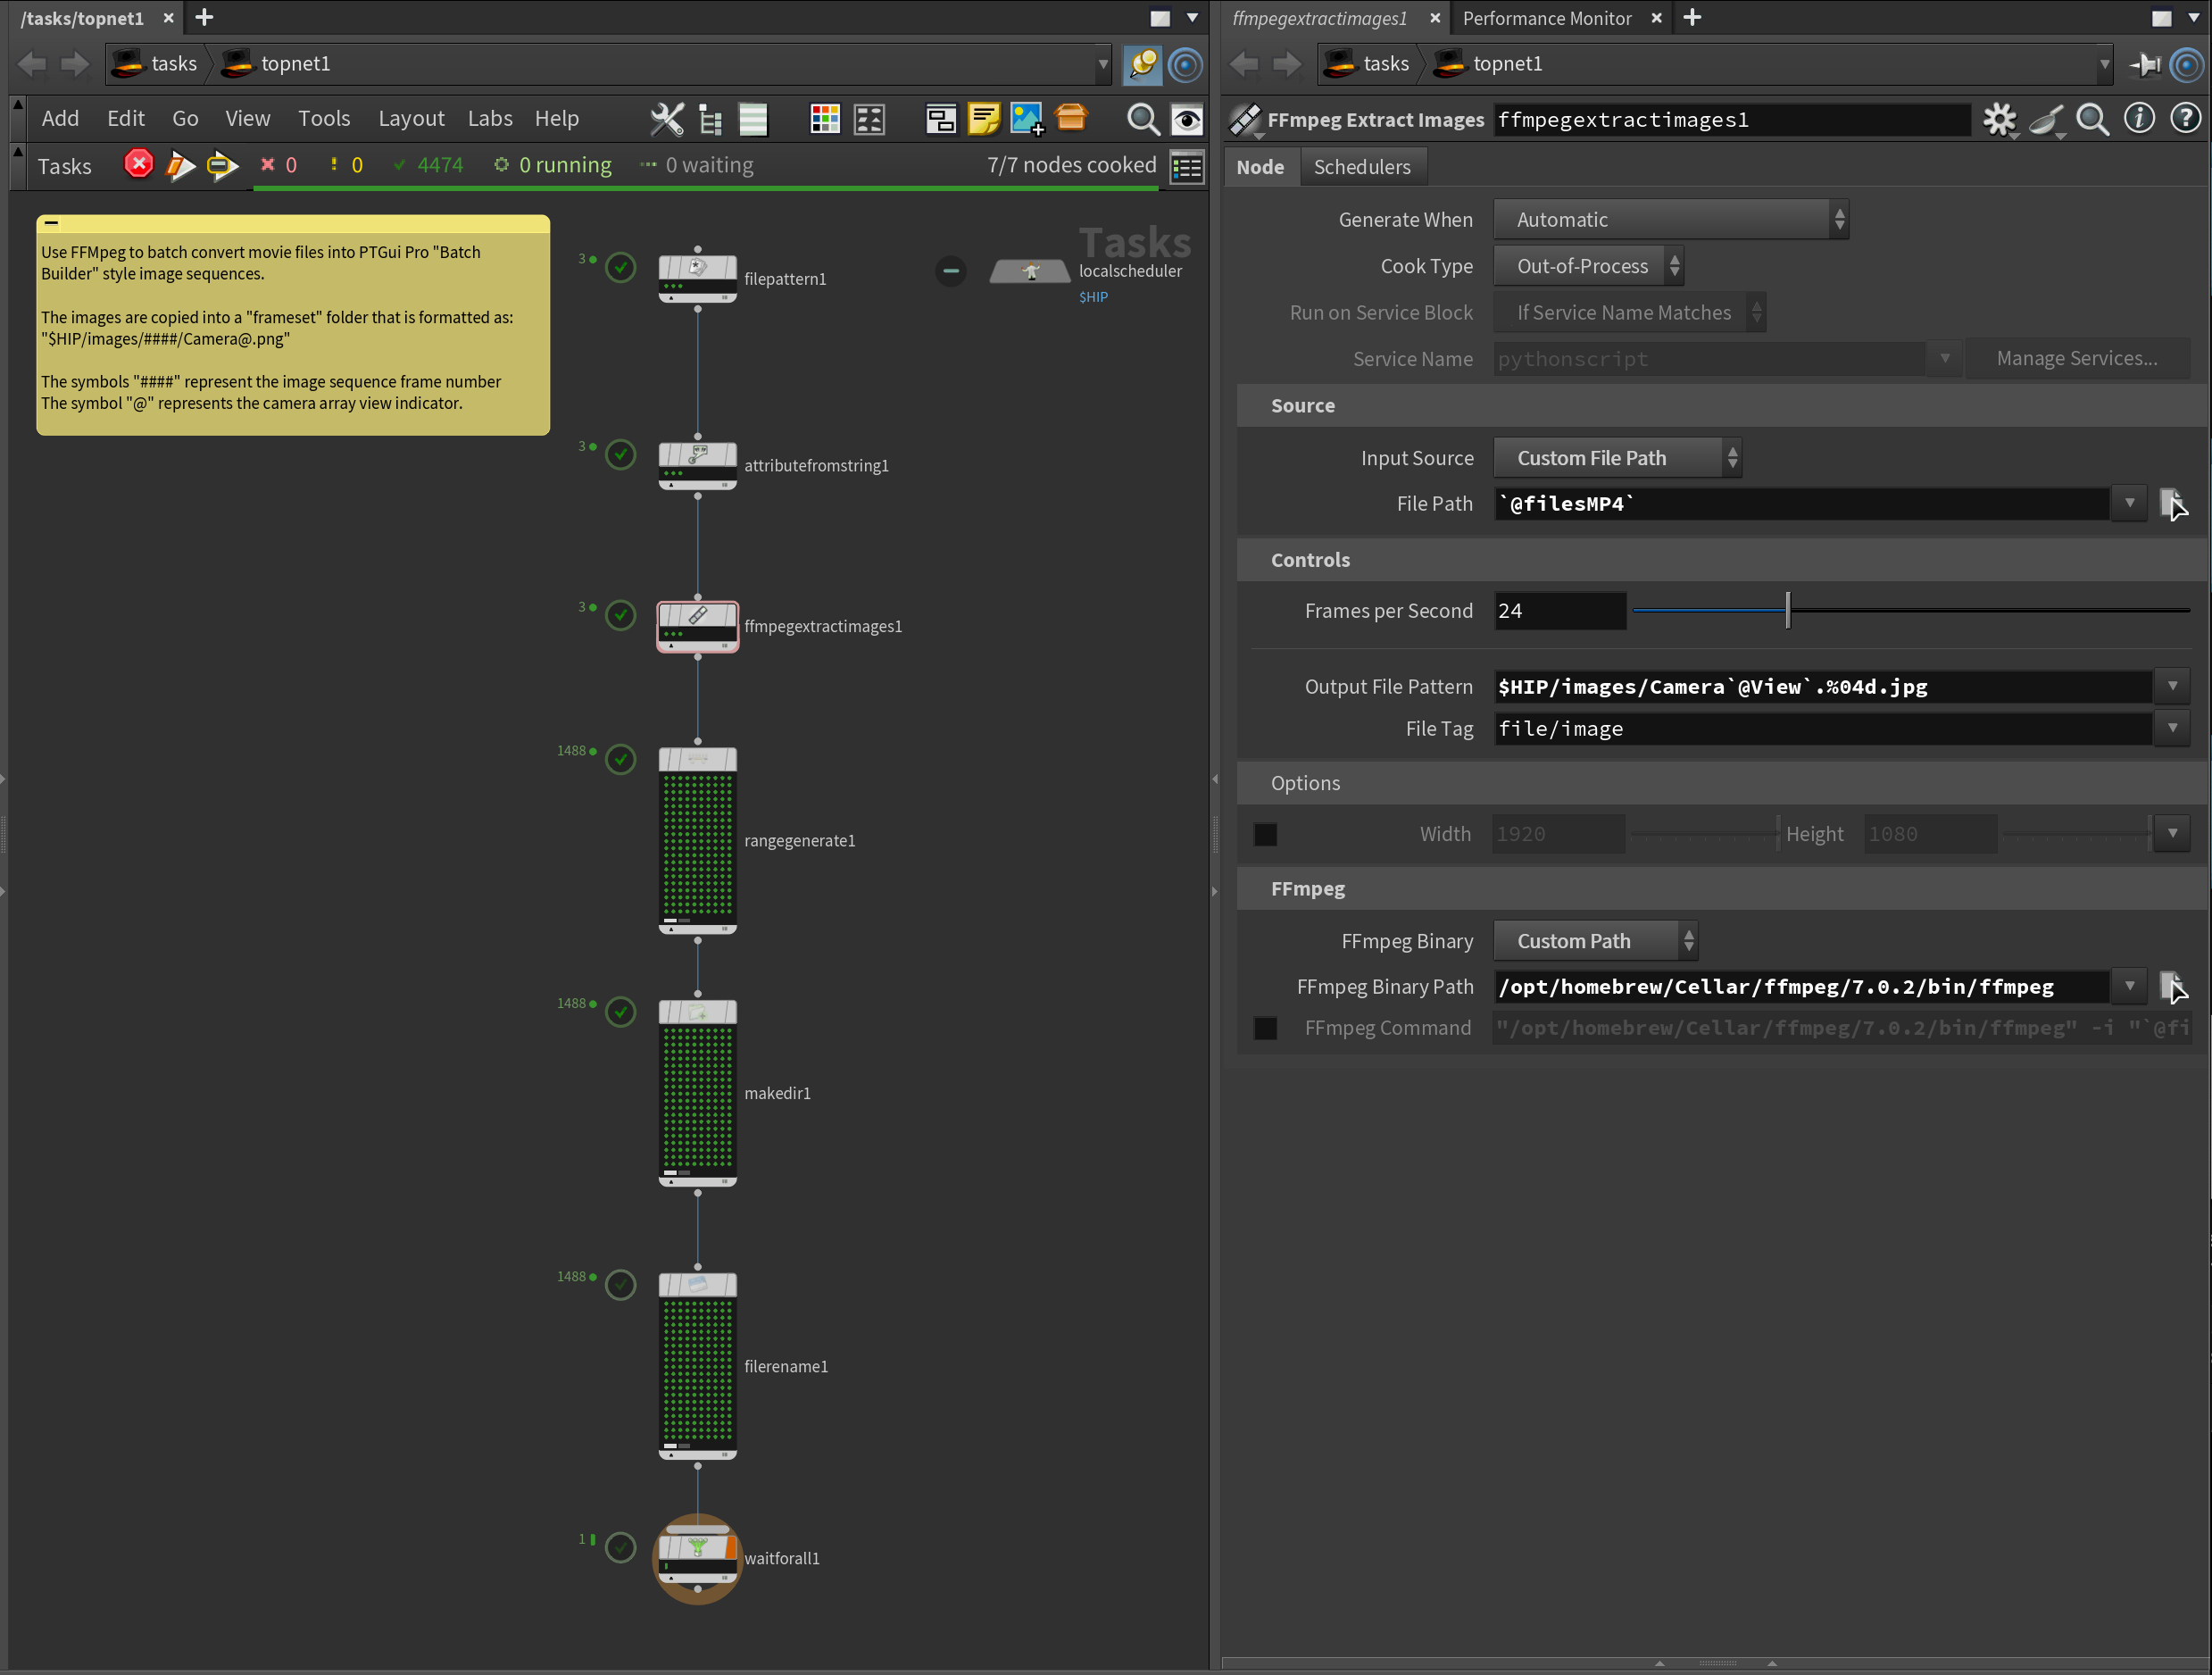 /tasks/topnet1
tasks
topnet1
Add Edit Go View Tools Layout Labs Help
Tasks 0 0 4474 0 running 0 waiting 7/7 nodes cooked
Use FFMpeg to batch convert movie files into PTGui Pro "Batch
Builder" style image sequences.
The images are copied into a "frameset" folder that is formatted as:
"$HIP/images/####/Camera@.png"
The symbols "####" represent the image sequence frame number
The symbol "@" represents the camera array view indicator.
Tasks
localscheduler
$HIP
3 filepattern1
3 attributefromstring1
3 ffmpegextractimages1
1488 rangegenerate1
1488 makedir1
1488 filerename1
1 waitforall1
ffmpegextractimages1
Performance Monitor
tasks
topnet1
FFmpeg Extract Images ffmpegextractimages1
Node Schedulers
Generate When Automatic
Cook Type Out-of-Process
Run on Service Block If Service Name Matches
Service Name pythonscript Manage Services...
Source
Input Source Custom File Path
File Path `@filesMP4`
Controls
Frames per Second 24
Output File Pattern $HIP/images/Camera`@View`.%04d.jpg
File Tag file/image
Options
Width 1920 Height 1080
FFmpeg
FFmpeg Binary Custom Path
FFmpeg Binary Path /opt/homebrew/Cellar/ffmpeg/7.0.2/bin/ffmpeg
FFmpeg Command "/opt/homebrew/Cellar/ffmpeg/7.0.2/bin/ffmpeg" -i "`@fi